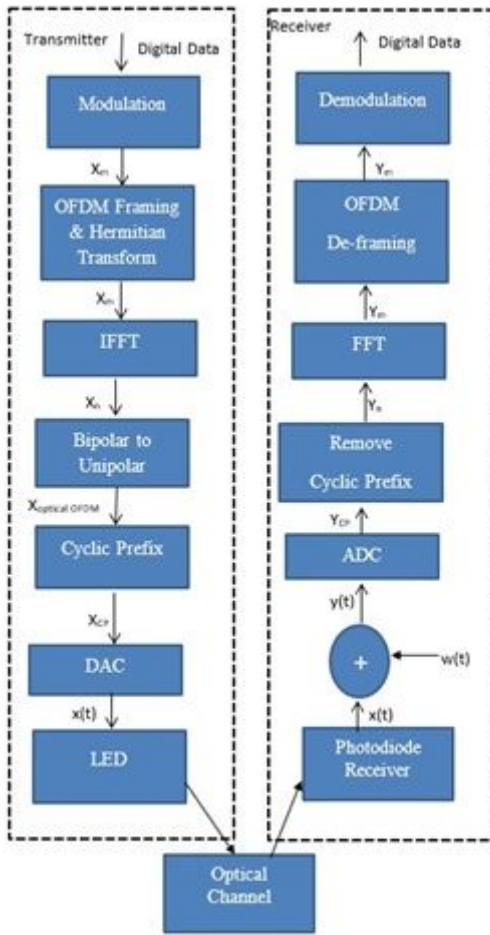 Transmitter
Digital Data
Modulation
Xm
OFDM Framing
& Hermitian
Transform
Xm
IFFT
Xn
Bipolar to
Unipolar
Xoptical OFDM
Cyclic Prefix
XCP
DAC
x(t)
LED
Optical
Channel
Receiver
Digital Data
Demodulation
Ym
OFDM
De-framing
Ym
FFT
Yn
Remove
Cyclic Prefix
YCP
ADC
y(t)
+
w(t)
x(t)
Photodiode
Receiver